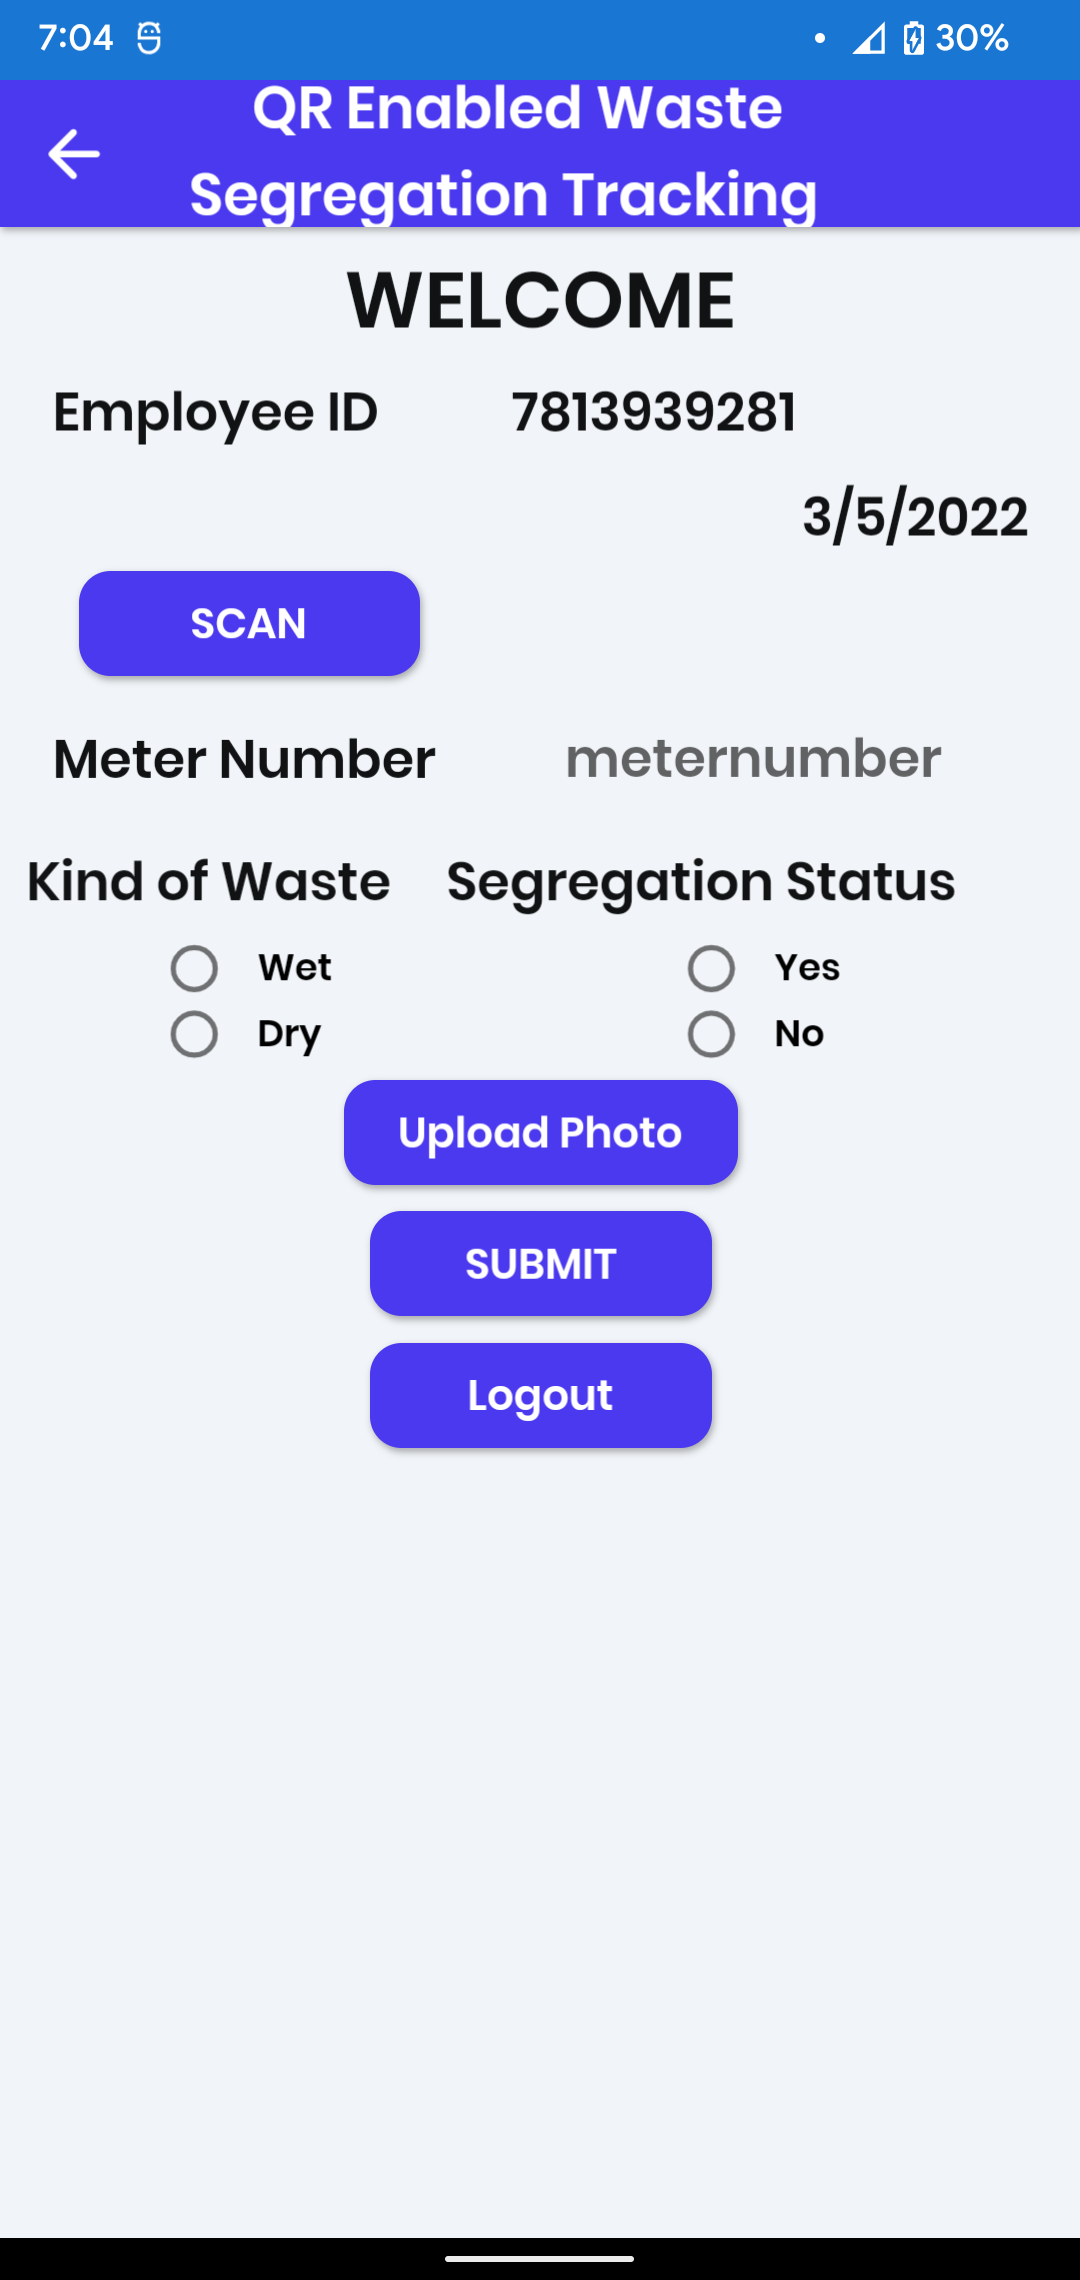 7:04 30%
QR Enabled Waste
Segregation Tracking
WELCOME
Employee ID 7813939281
3/5/2022
SCAN
Meter Number meternumber
Kind of Waste Segregation Status
Wet Yes
Dry No
Upload Photo
SUBMIT
Logout